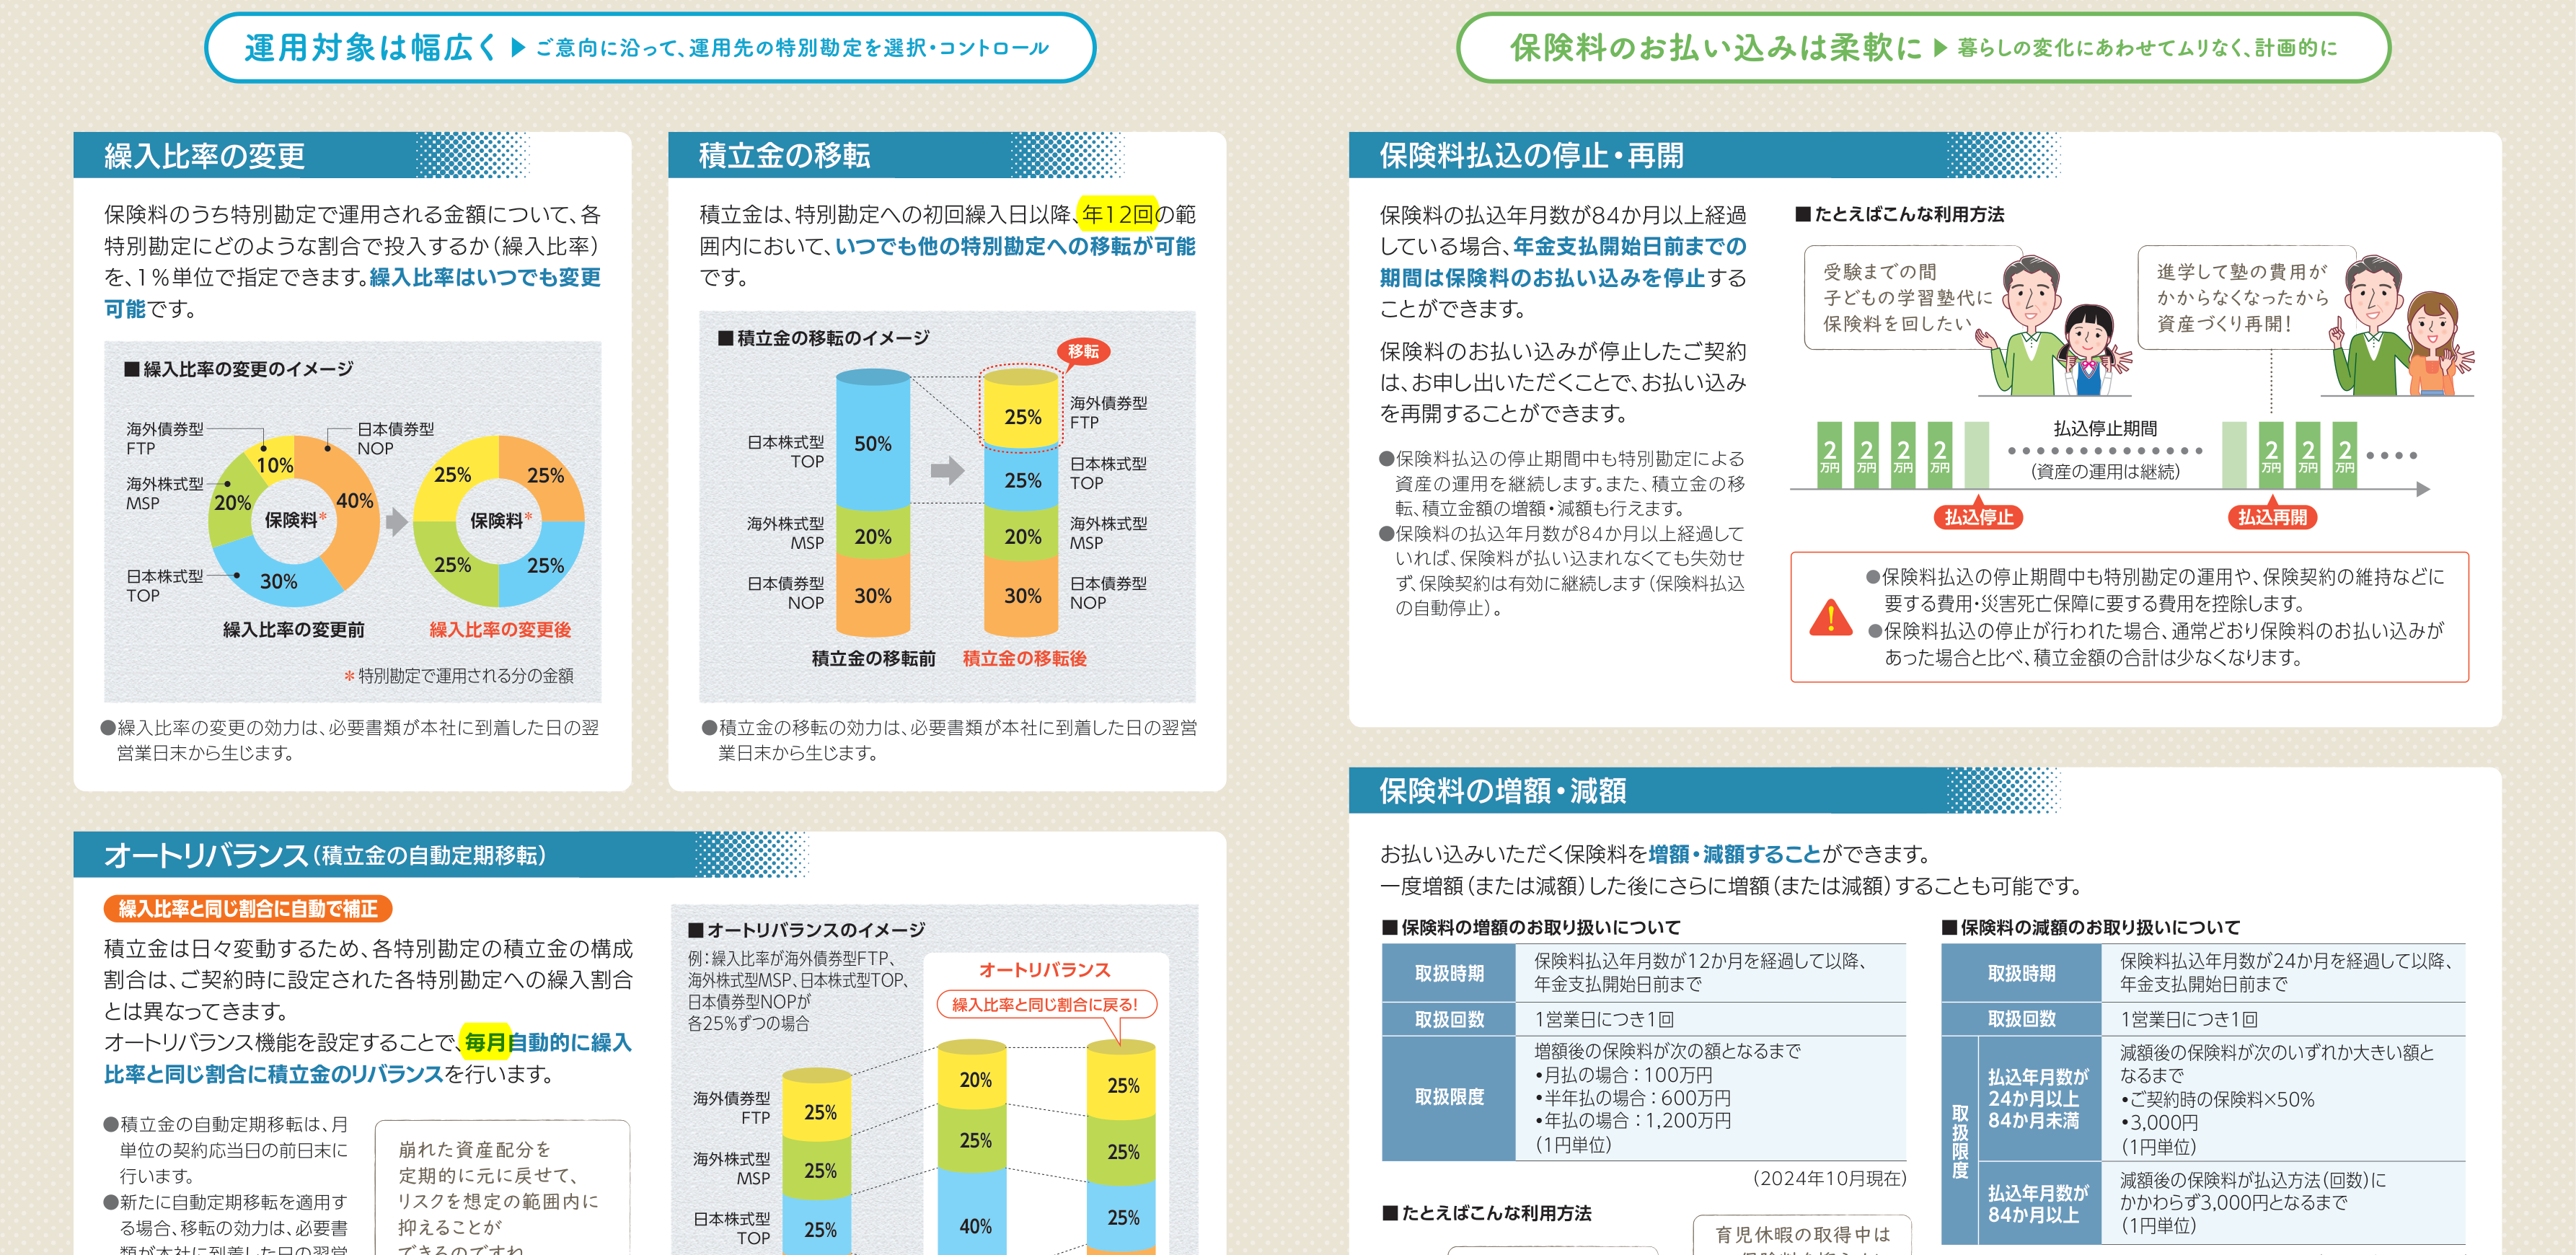 運用対象は幅広く ▶ ご意向に沿って、運用先の特別勘定を選択・コントロール
繰入比率の変更
保険料のうち特別勘定で運用される金額について、各
特別勘定にどのような割合で投入するか（繰入比率）
を、1％単位で指定できます。繰入比率はいつでも変更
可能です。
■繰入比率の変更のイメージ
海外債券型
FTP
日本債券型
NOP
海外株式型
MSP
日本株式型
TOP
10%
40%
20%
30%
保険料*
25%
25%
25%
25%
保険料*
繰入比率の変更前
繰入比率の変更後
*特別勘定で運用される分の金額
●繰入比率の変更の効力は、必要書類が本社に到着した日の翌
営業日末から生じます。
積立金の移転
積立金は、特別勘定への初回繰入日以降、年12回の範
囲内において、いつでも他の特別勘定への移転が可能
です。
■積立金の移転のイメージ
移転
日本株式型
TOP
50%
海外株式型
MSP
20%
日本債券型
NOP
30%
25%
海外債券型
FTP
25%
日本株式型
TOP
20%
海外株式型
MSP
30%
日本債券型
NOP
積立金の移転前
積立金の移転後
●積立金の移転の効力は、必要書類が本社に到着した日の翌営
業日末から生じます。
オートリバランス（積立金の自動定期移転）
繰入比率と同じ割合に自動で補正
積立金は日々変動するため、各特別勘定の積立金の構成
割合は、ご契約時に設定された各特別勘定への繰入割合
とは異なってきます。
オートリバランス機能を設定することで、毎月自動的に繰入
比率と同じ割合に積立金のリバランスを行います。
●積立金の自動定期移転は、月
単位の契約応当日の前日末に
行います。
●新たに自動定期移転を適用す
る場合、移転の効力は、必要書
類が本社に到着した日の翌営
崩れた資産配分を
定期的に元に戻せて、
リスクを想定の範囲内に
抑えることが
できるのですね
■オートリバランスのイメージ
例：繰入比率が海外債券型FTP、
海外株式型MSP、日本株式型TOP、
日本債券型NOPが
各25%ずつの場合
オートリバランス
繰入比率と同じ割合に戻る!
海外債券型
FTP
25%
20%
25%
海外株式型
MSP
25%
25%
25%
日本株式型
TOP
25%
40%
25%
保険料のお払い込みは柔軟に ▶ 暮らしの変化にあわせてムリなく、計画的に
保険料払込の停止・再開
保険料の払込年月数が84か月以上経過
している場合、年金支払開始日前までの
期間は保険料のお払い込みを停止する
ことができます。
保険料のお払い込みが停止したご契約
は、お申し出いただくことで、お払い込み
を再開することができます。
●保険料払込の停止期間中も特別勘定による
資産の運用を継続します。また、積立金の移
転、積立金額の増額・減額も行えます。
●保険料の払込年月数が84か月以上経過して
いれば、保険料が払い込まれなくても失効せ
ず、保険契約は有効に継続します（保険料払込
の自動停止）。
■たとえばこんな利用方法
受験までの間
子どもの学習塾代に
保険料を回したい
進学して塾の費用が
かからなくなったから
資産づくり再開!
2万円
2万円
2万円
2万円
払込停止期間
（資産の運用は継続）
2万円
2万円
2万円
払込停止
払込再開
●保険料払込の停止期間中も特別勘定の運用や、保険契約の維持などに
要する費用・災害死亡保障に要する費用を控除します。
●保険料払込の停止が行われた場合、通常どおり保険料のお払い込みが
あった場合と比べ、積立金額の合計は少なくなります。
保険料の増額・減額
お払い込みいただく保険料を増額・減額することができます。
一度増額（または減額）した後にさらに増額（または減額）することも可能です。
■保険料の増額のお取り扱いについて
取扱時期
保険料払込年月数が12か月を経過して以降、
年金支払開始日前まで
取扱回数
1営業日につき1回
取扱限度
増額後の保険料が次の額となるまで
•月払の場合：100万円
•半年払の場合：600万円
•年払の場合：1,200万円
（1円単位）
（2024年10月現在）
■たとえばこんな利用方法
育児休暇の取得中は
■保険料の減額のお取り扱いについて
取扱時期
保険料払込年月数が24か月を経過して以降、
年金支払開始日前まで
取扱回数
1営業日につき1回
取扱限度
払込年月数が
24か月以上
84か月未満
減額後の保険料が次のいずれか大きい額と
なるまで
•ご契約時の保険料×50%
•3,000円
（1円単位）
払込年月数が
84か月以上
減額後の保険料が払込方法（回数）に
かかわらず3,000円となるまで
（1円単位）